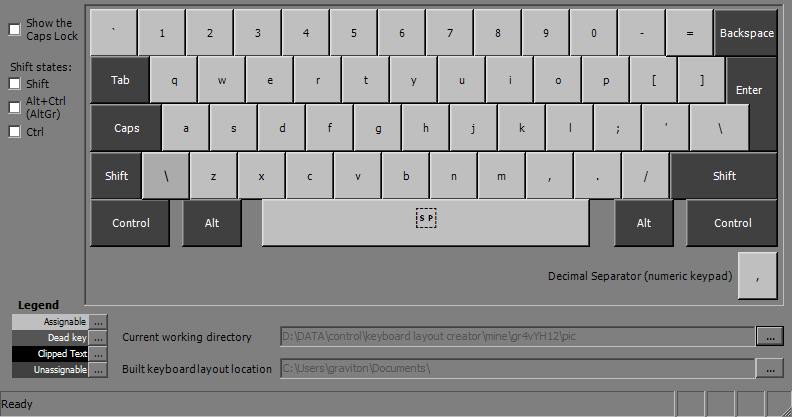 Show the
Caps Lock
Shift states:
Shift
Alt+Ctrl
(AltGr)
Ctrl
` 1 2 3 4 5 6 7 8 9 0 - = Backspace
Tab q w e r t y u i o p [ ] Enter
Caps a s d f g h j k l ; ' \
Shift \ z x c v b n m , . / Shift
Control Alt SP Alt Control
Decimal Separator (numeric keypad) ,
Legend
Assignable ...
Dead key ...
Clipped Text ...
Unassignable ...
Current working directory D:\DATA\control\keyboard layout creator\mine\gr4vYH12\pic ...
Built keyboard layout location C:\Users\graviton\Documents\ ...
Ready